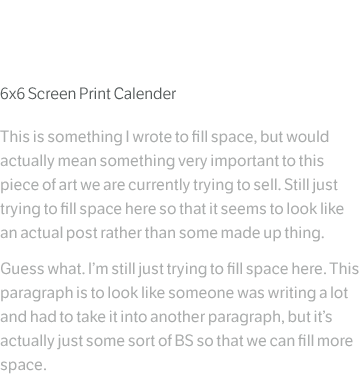 6x6 Screen Print Calender
This is something I wrote to fill space, but would
actually mean something very important to this
piece of art we are currently trying to sell. Still just
trying to fill space here so that it seems to look like
an actual post rather than some made up thing.
Guess what. I'm still just trying to fill space here. This
paragraph is to look like someone was writing a lot
and had to take it into another paragraph, but it's
actually just some sort of BS so that we can fill more
space.